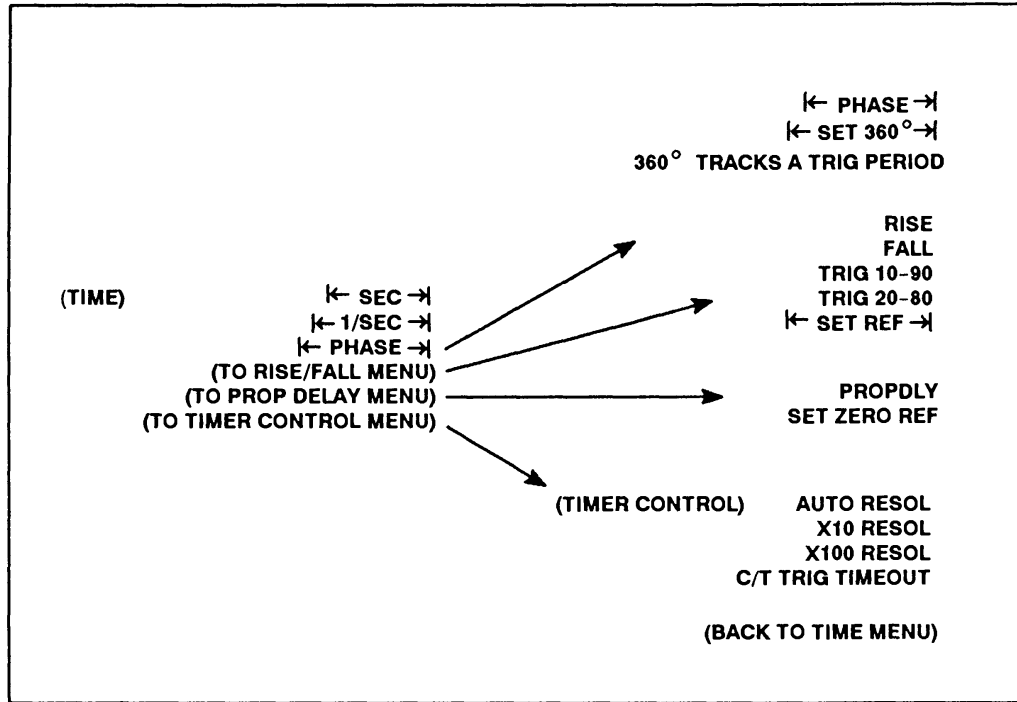 |← PHASE →|
|← SET 360°→|
360° TRACKS A TRIG PERIOD
RISE
FALL
TRIG 10-90
TRIG 20-80
|← SET REF →|
(TIME)
|← SEC →|
|← 1/SEC →|
|← PHASE →|
(TO RISE/FALL MENU)
(TO PROP DELAY MENU)
(TO TIMER CONTROL MENU)
PROPDLY
SET ZERO REF
(TIMER CONTROL) AUTO RESOL
X10 RESOL
X100 RESOL
C/T TRIG TIMEOUT
(BACK TO TIME MENU)